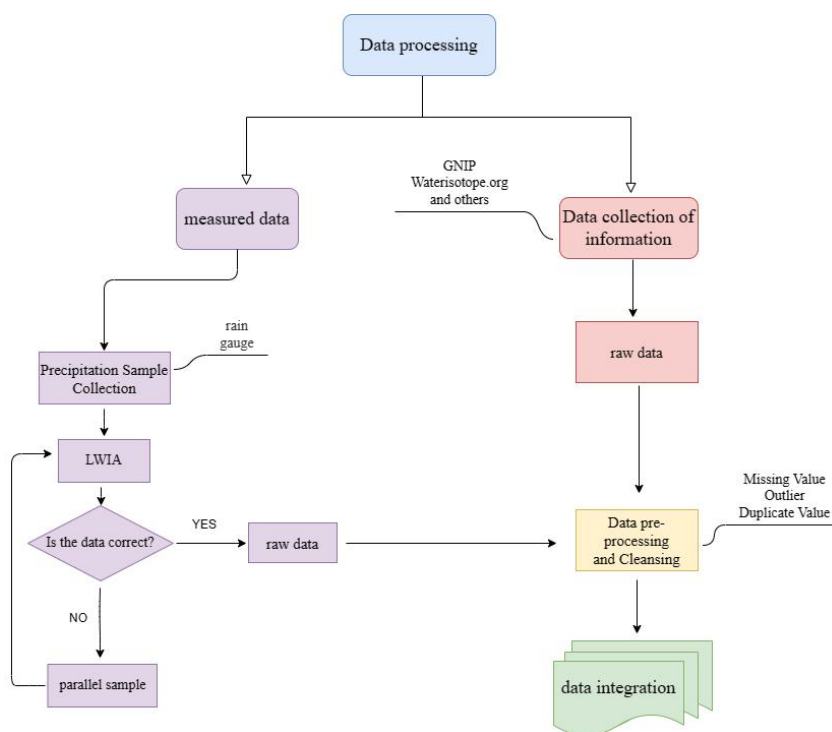 Data processing
GNIP
Waterisotope.org
and others
measured data
Data collection of
information
rain
gauge
Precipitation Sample
Collection
raw data
LWIA
Missing Value
Outlier
Duplicate Value
Is the data correct?
YES
raw data
Data pre-
processing
and Cleansing
NO
parallel sample
data integration